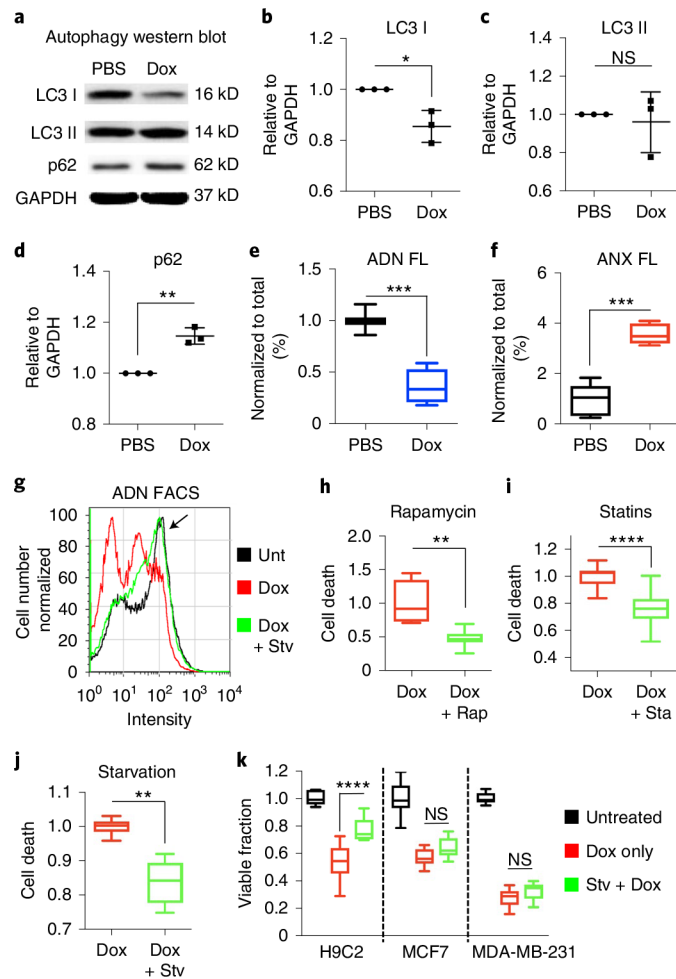 a
Autophagy western blot
PBS Dox
LC3 I 16 kD
LC3 II 14 kD
p62 62 kD
GAPDH 37 kD
b
LC3 I
Relative to
GAPDH
1.2
1.0
0.8
0.6
*
PBS Dox
c
LC3 II
Relative to
GAPDH
1.4
1.2
1.0
0.8
0.6
NS
PBS Dox
d
p62
Relative to
GAPDH
1.4
1.2
1.0
0.8
**
PBS Dox
e
ADN FL
Normalized to total
(%)
1.5
1.0
0.5
0
***
PBS Dox
f
ANX FL
Normalized to total
(%)
6
4
2
0
***
PBS Dox
g
ADN FACS
Cell number
normalized
100
80
60
40
20
0
10⁰ 10¹ 10² 10³ 10⁴
Intensity
Unt
Dox
Dox
+ Stv
h
Rapamycin
Cell death
2.0
1.5
1.0
0.5
0
**
Dox Dox
+ Rap
i
Statins
Cell death
1.2
1.0
0.8
0.6
0.4
****
Dox Dox
+ Sta
j
Starvation
Cell death
1.1
1.0
0.9
0.8
0.7
**
Dox Dox
+ Stv
k
Viable fraction
1.2
1.0
0.8
0.6
0.4
0.2
0
****
NS
NS
H9C2 MCF7 MDA-MB-231
Untreated
Dox only
Stv + Dox